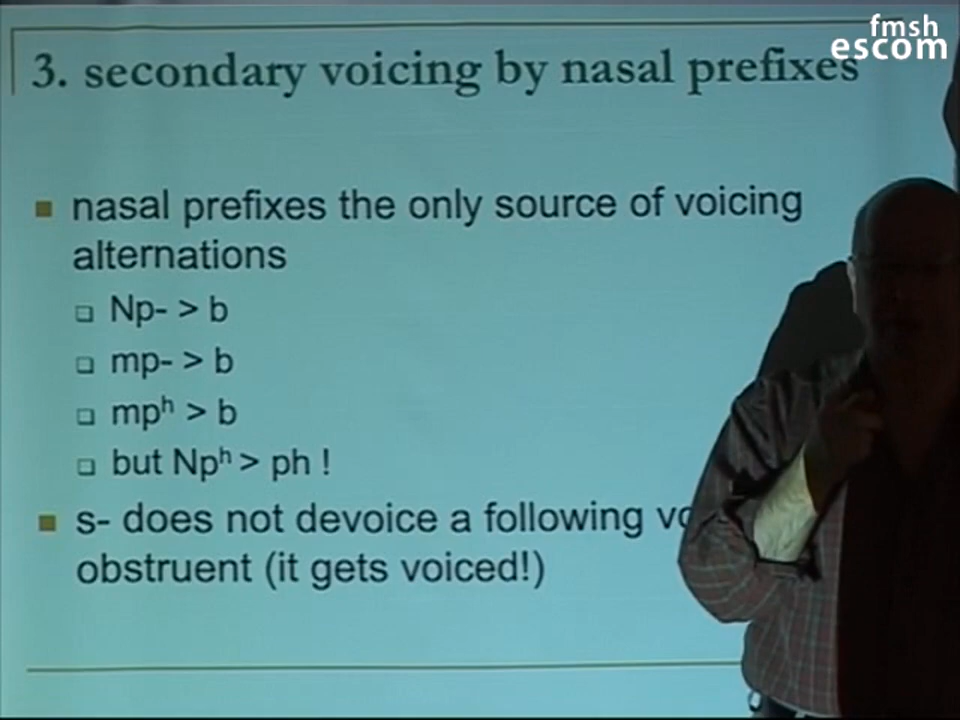 fmsh
escom
3. secondary voicing by nasal prefixes
nasal prefixes the only source of voicing
alternations
Np- > b
mp- > b
mpʰ > b
but Npʰ > ph !
s- does not devoice a following
obstruent (it gets voiced!)